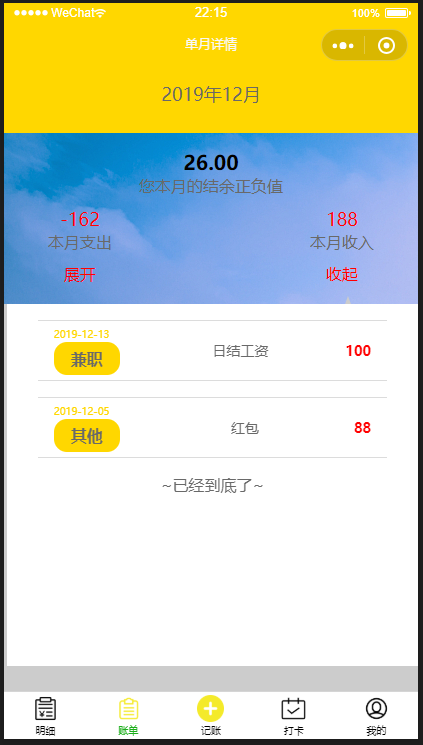 WeChat 22:15 100%
单月详情
2019年12月
26.00
您本月的结余正负值
-162 188
本月支出 本月收入
展开 收起
2019-12-13
兼职 日结工资 100
2019-12-05
其他 红包 88
~已经到底了~
明细 账单 记账 打卡 我的